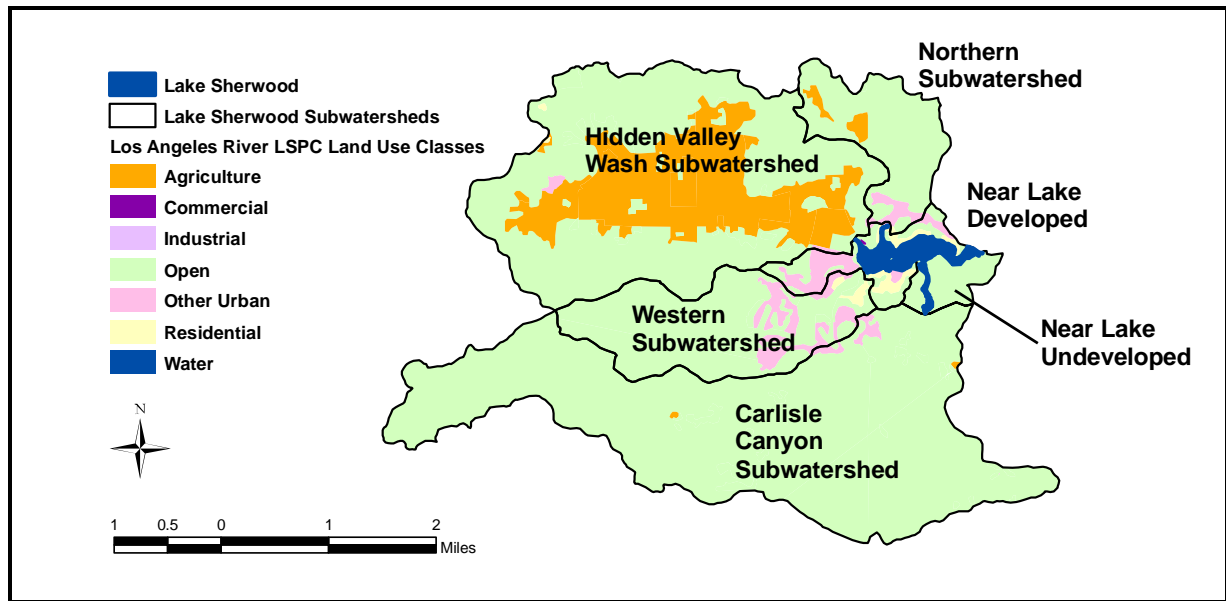 Lake Sherwood
Lake Sherwood Subwatersheds
Los Angeles River LSPC Land Use Classes
Agriculture
Commercial
Industrial
Open
Other Urban
Residential
Water
N
1 0.5 0 1 2
Miles
Northern
Subwatershed
Hidden Valley
Wash Subwatershed
Near Lake
Developed
Western
Subwatershed
Near Lake
Undeveloped
Carlisle
Canyon
Subwatershed